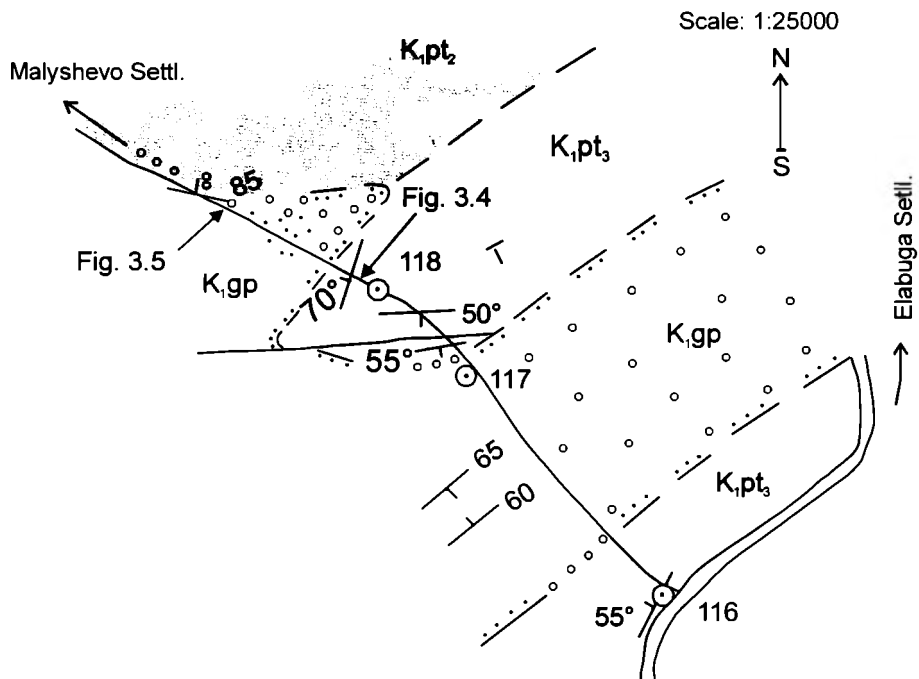 Scale: 1:25000
N
S
K₁pt₂
Malyshevo Settl.
K₁pt₃
85
Fig. 3.4
Fig. 3.5
118
K₁gp
70°
50°
55°
117
K₁gp
Elabuga Setll.
65
60
K₁pt₃
55°
116